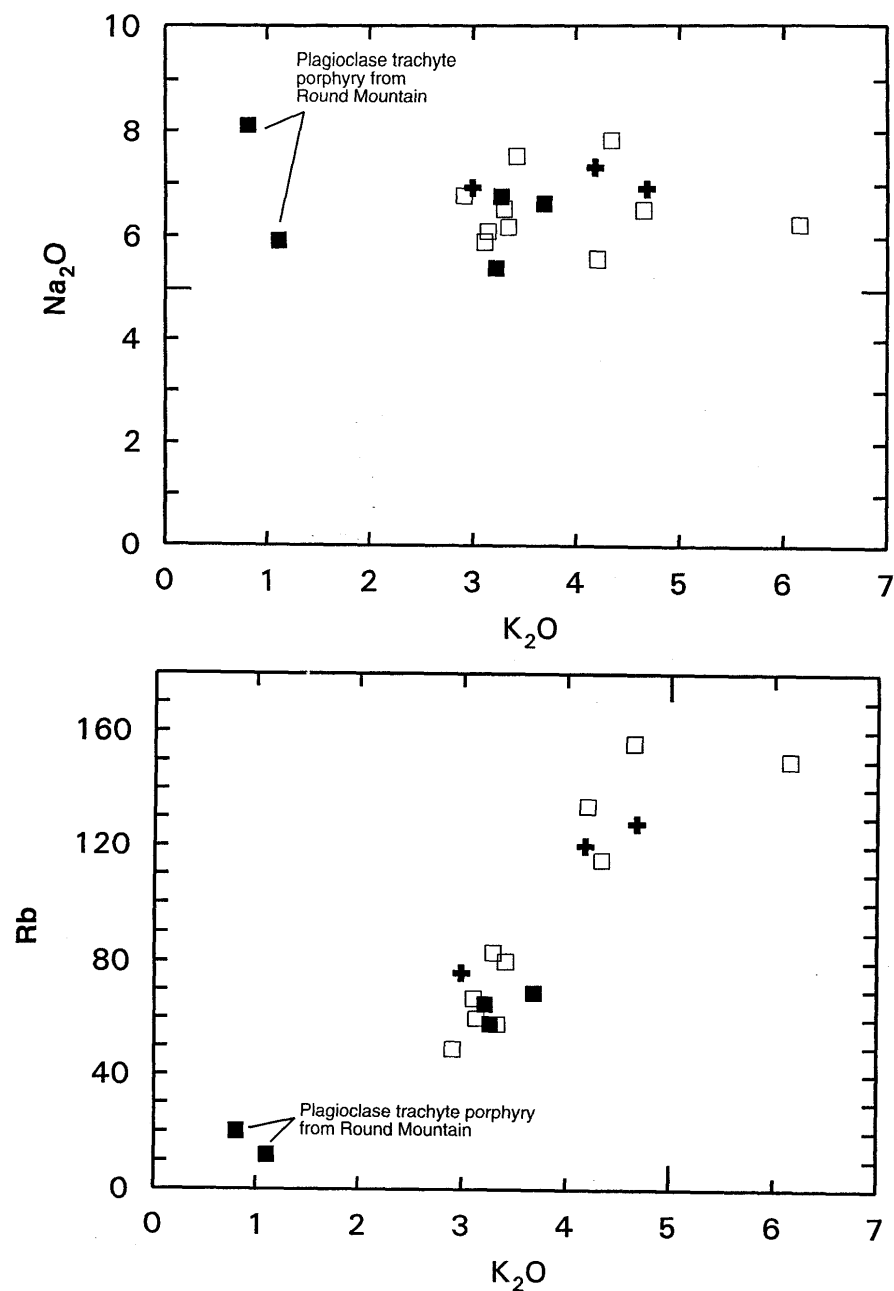 10
8
6
4
2
0
Na2O
Plagioclase trachyte
porphyry from
Round Mountain
0 1 2 3 4 5 6 7
K2O
160
120
80
40
0
Rb
Plagioclase trachyte porphyry
from Round Mountain
0 1 2 3 4 5 6 7
K2O